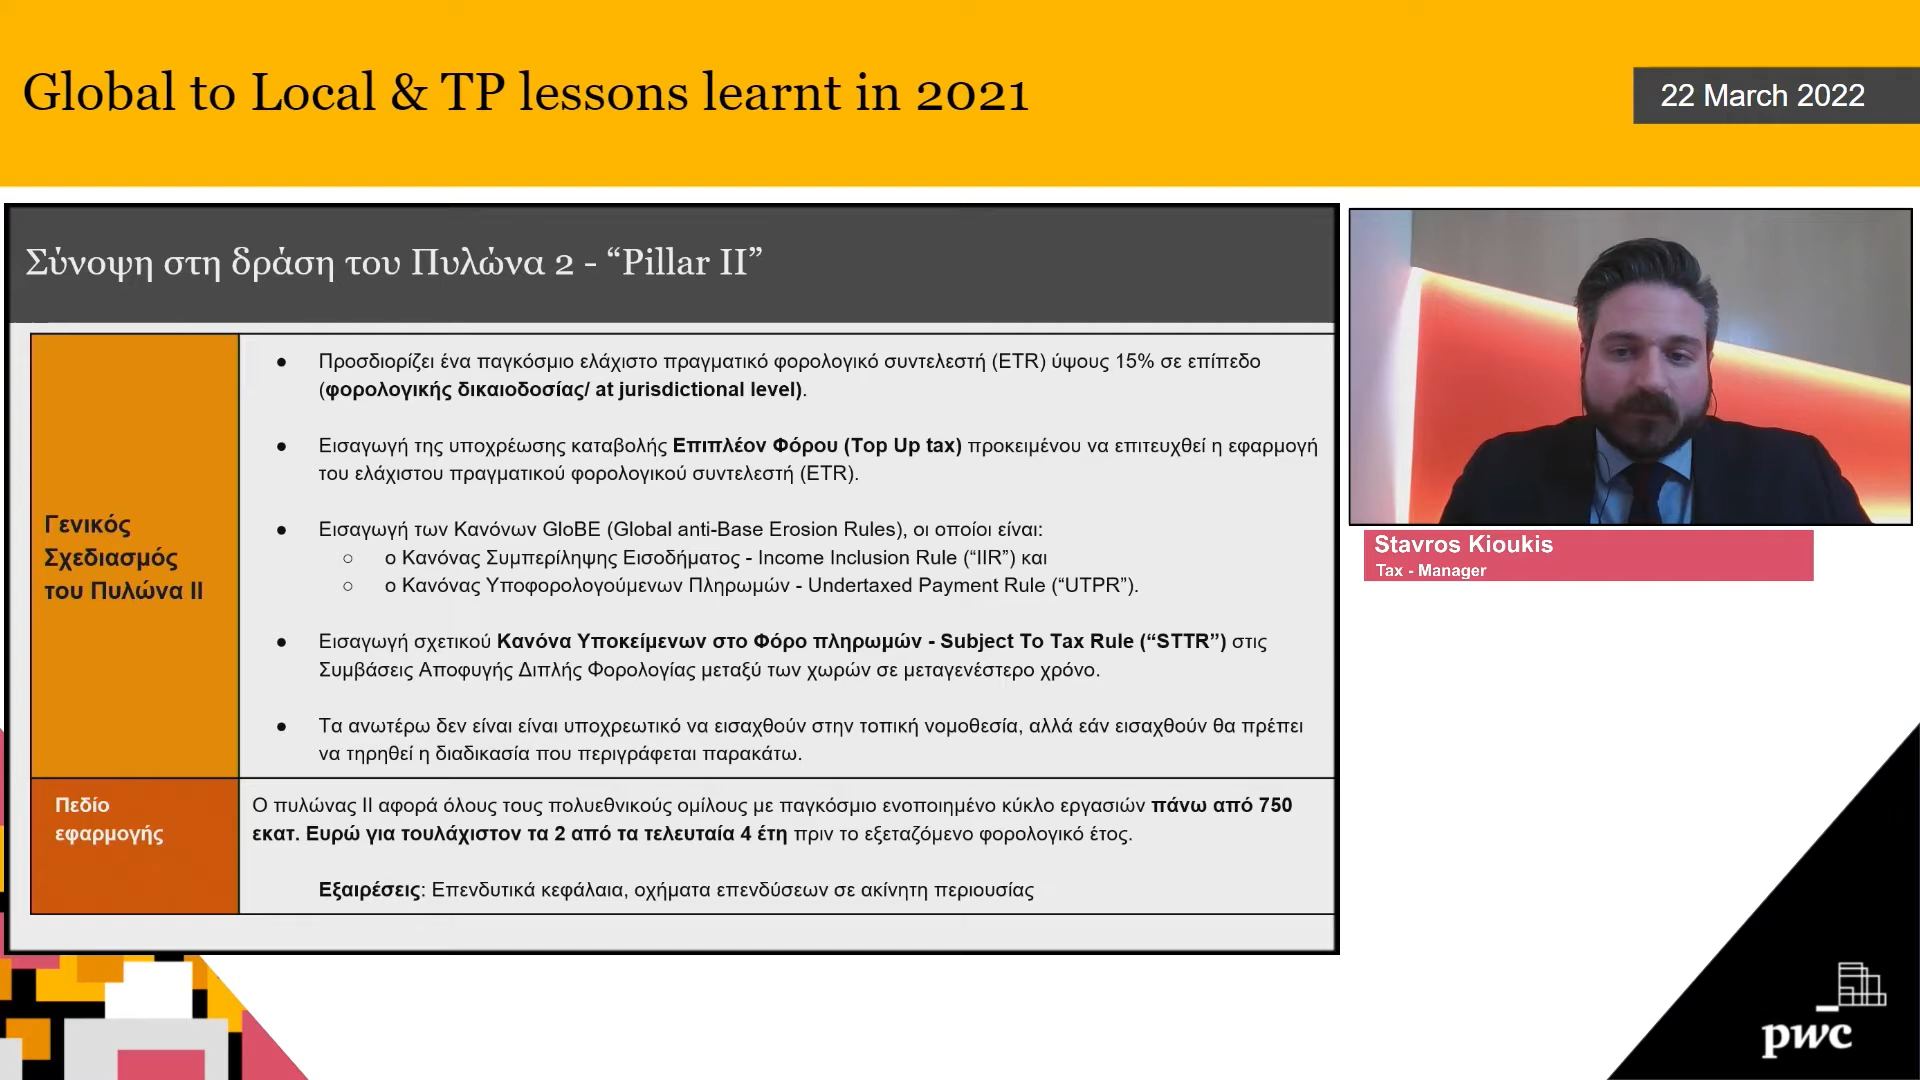 Global to Local & TP lessons learnt in 2021
22 March 2022
Σύνοψη στη δράση του Πυλώνα 2 - “Pillar II”
Γενικός
Σχεδιασμός
του Πυλώνα II
● Προσδιορίζει ένα παγκόσμιο ελάχιστο πραγματικό φορολογικό συντελεστή (ETR) ύψους 15% σε επίπεδο
(φορολογικής δικαιοδοσίας/ at jurisdictional level).
● Εισαγωγή της υποχρέωσης καταβολής Επιπλέον Φόρου (Top Up tax) προκειμένου να επιτευχθεί η εφαρμογή
του ελάχιστου πραγματικού φορολογικού συντελεστή (ETR).
● Εισαγωγή των Κανόνων GloBE (Global anti-Base Erosion Rules), οι οποίοι είναι:
○ ο Κανόνας Συμπερίληψης Εισοδήματος - Income Inclusion Rule (“IIR”) και
○ ο Κανόνας Υποφορολογούμενων Πληρωμών - Undertaxed Payment Rule (“UTPR”).
● Εισαγωγή σχετικού Κανόνα Υποκείμενων στο Φόρο πληρωμών - Subject To Tax Rule (“STTR”) στις
Συμβάσεις Αποφυγής Διπλής Φορολογίας μεταξύ των χωρών σε μεταγενέστερο χρόνο.
● Τα ανωτέρω δεν είναι είναι υποχρεωτικό να εισαχθούν στην τοπική νομοθεσία, αλλά εάν εισαχθούν θα πρέπει
να τηρηθεί η διαδικασία που περιγράφεται παρακάτω.
Πεδίο
εφαρμογής
Ο πυλώνας II αφορά όλους τους πολυεθνικούς ομίλους με παγκόσμιο ενοποιημένο κύκλο εργασιών πάνω από 750
εκατ. Ευρώ για τουλάχιστον τα 2 από τα τελευταία 4 έτη πριν το εξεταζόμενο φορολογικό έτος.
Εξαιρέσεις: Επενδυτικά κεφάλαια, οχήματα επενδύσεων σε ακίνητη περιουσίας
Stavros Kioukis
Tax - Manager
pwc